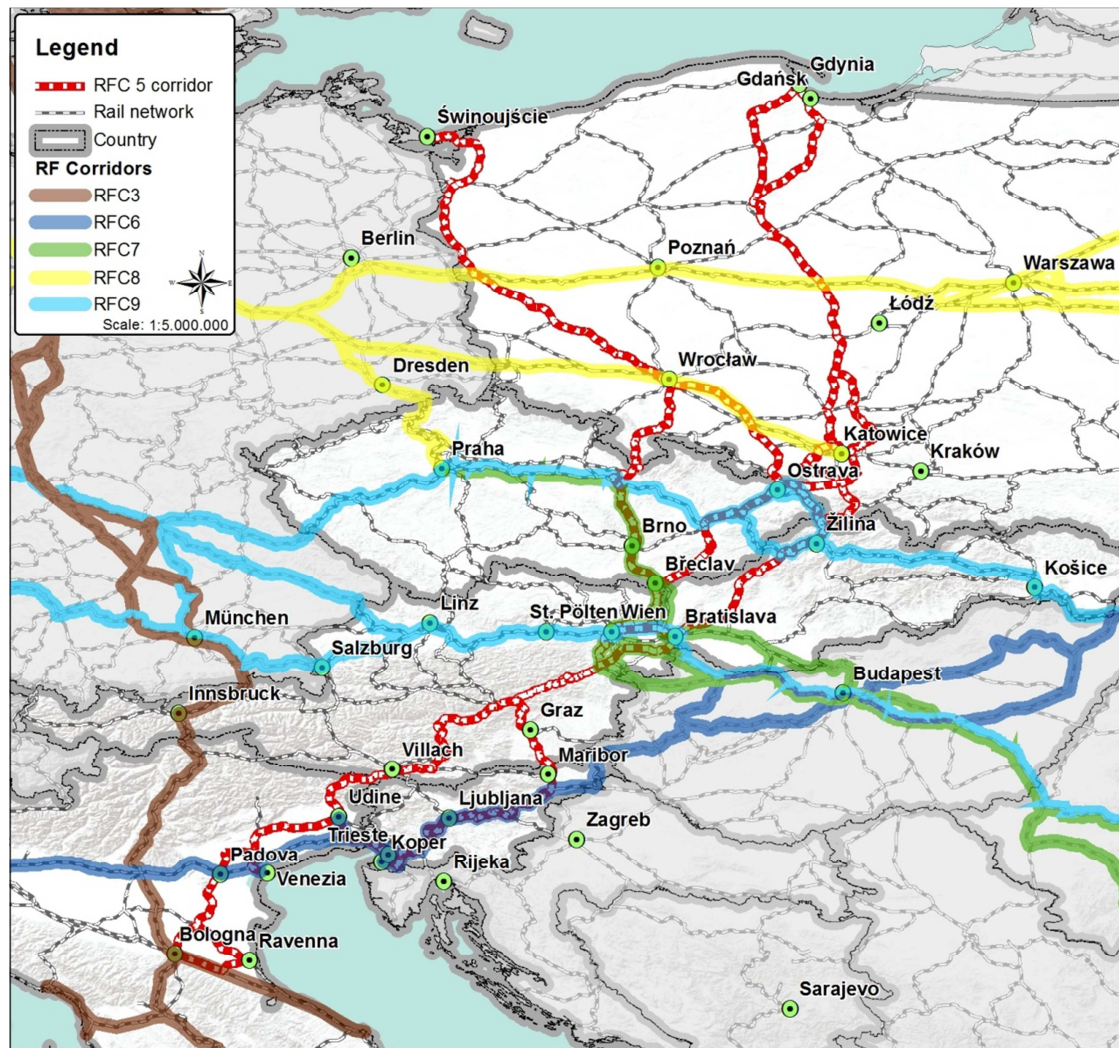 Legend
RFC 5 corridor
Rail network
Country
RF Corridors
RFC3
RFC6
RFC7
RFC8
RFC9
N
W E
S
Scale: 1:5.000.000
Gdynia
Gdańsk
Świnoujście
Berlin
Poznań
Warszawa
Łódź
Dresden
Wrocław
Praha
Katowice
Kraków
Ostrava
Brno
Žilina
Břeclav
Košice
München
Linz
St. Pölten
Wien
Bratislava
Salzburg
Innsbruck
Budapest
Graz
Villach
Maribor
Udine
Ljubljana
Trieste
Koper
Zagreb
Rijeka
Padova
Venezia
Bologna
Ravenna
Sarajevo